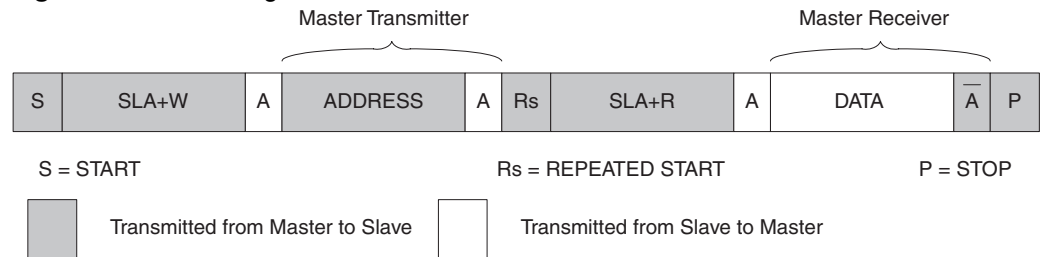 Master Transmitter Master Receiver
S SLA+W A ADDRESS A Rs SLA+R A DATA A̅ P
S = START Rs = REPEATED START P = STOP
Transmitted from Master to Slave Transmitted from Slave to Master